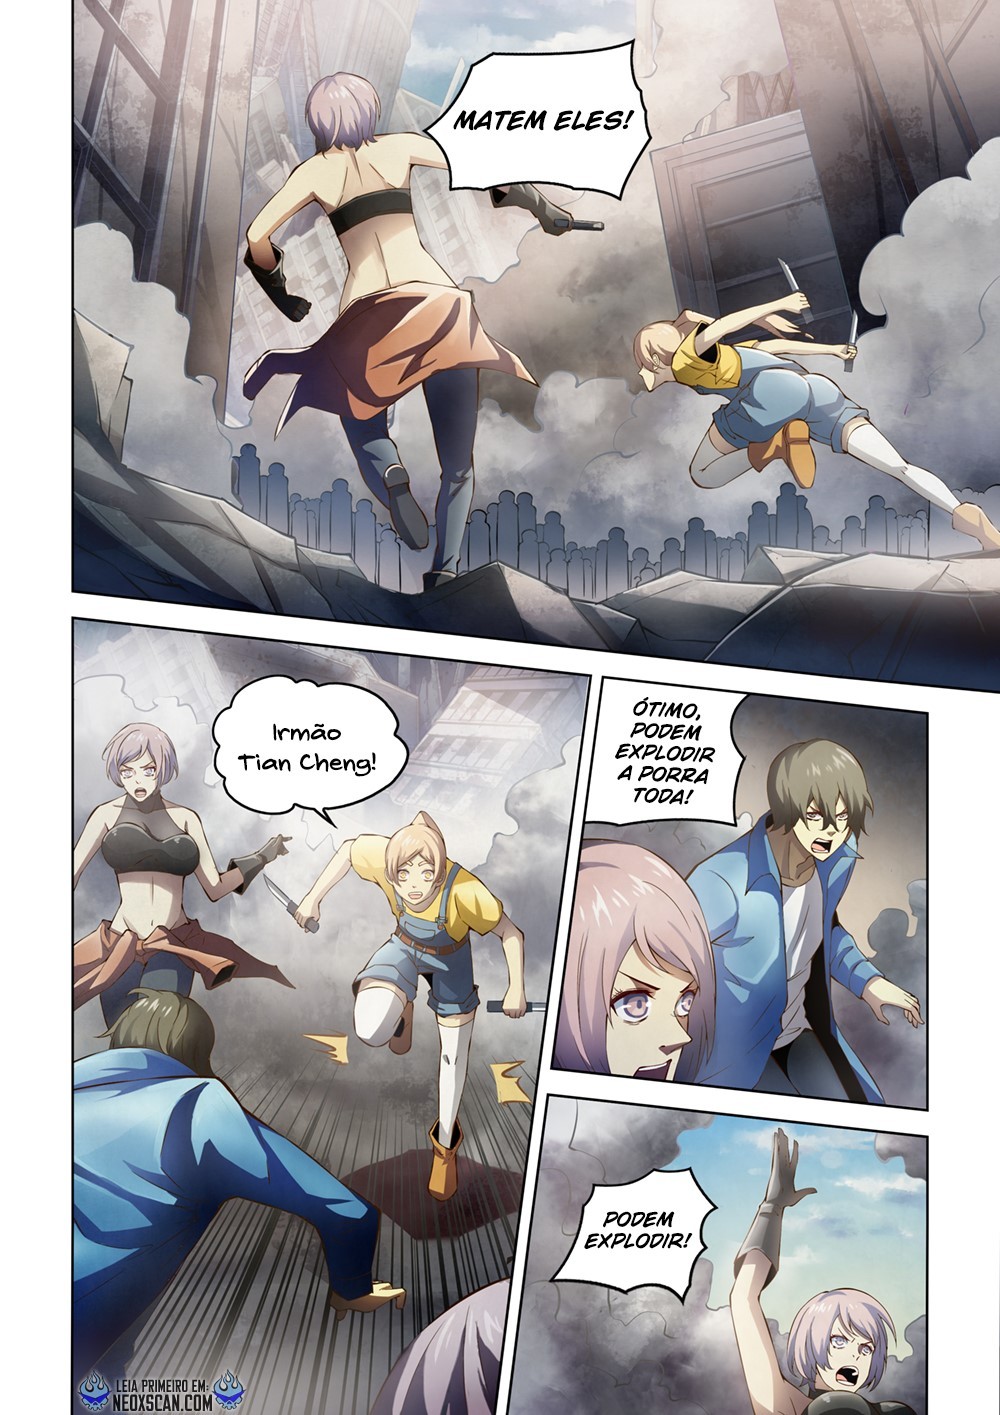 MATEM ELES!
Irmão
Tian Cheng!
ÓTIMO,
PODEM
EXPLODIR
A PORRA
TODA!
PODEM
EXPLODIR!
LEIA PRIMEIRO EM:
NEOXSCAN.COM